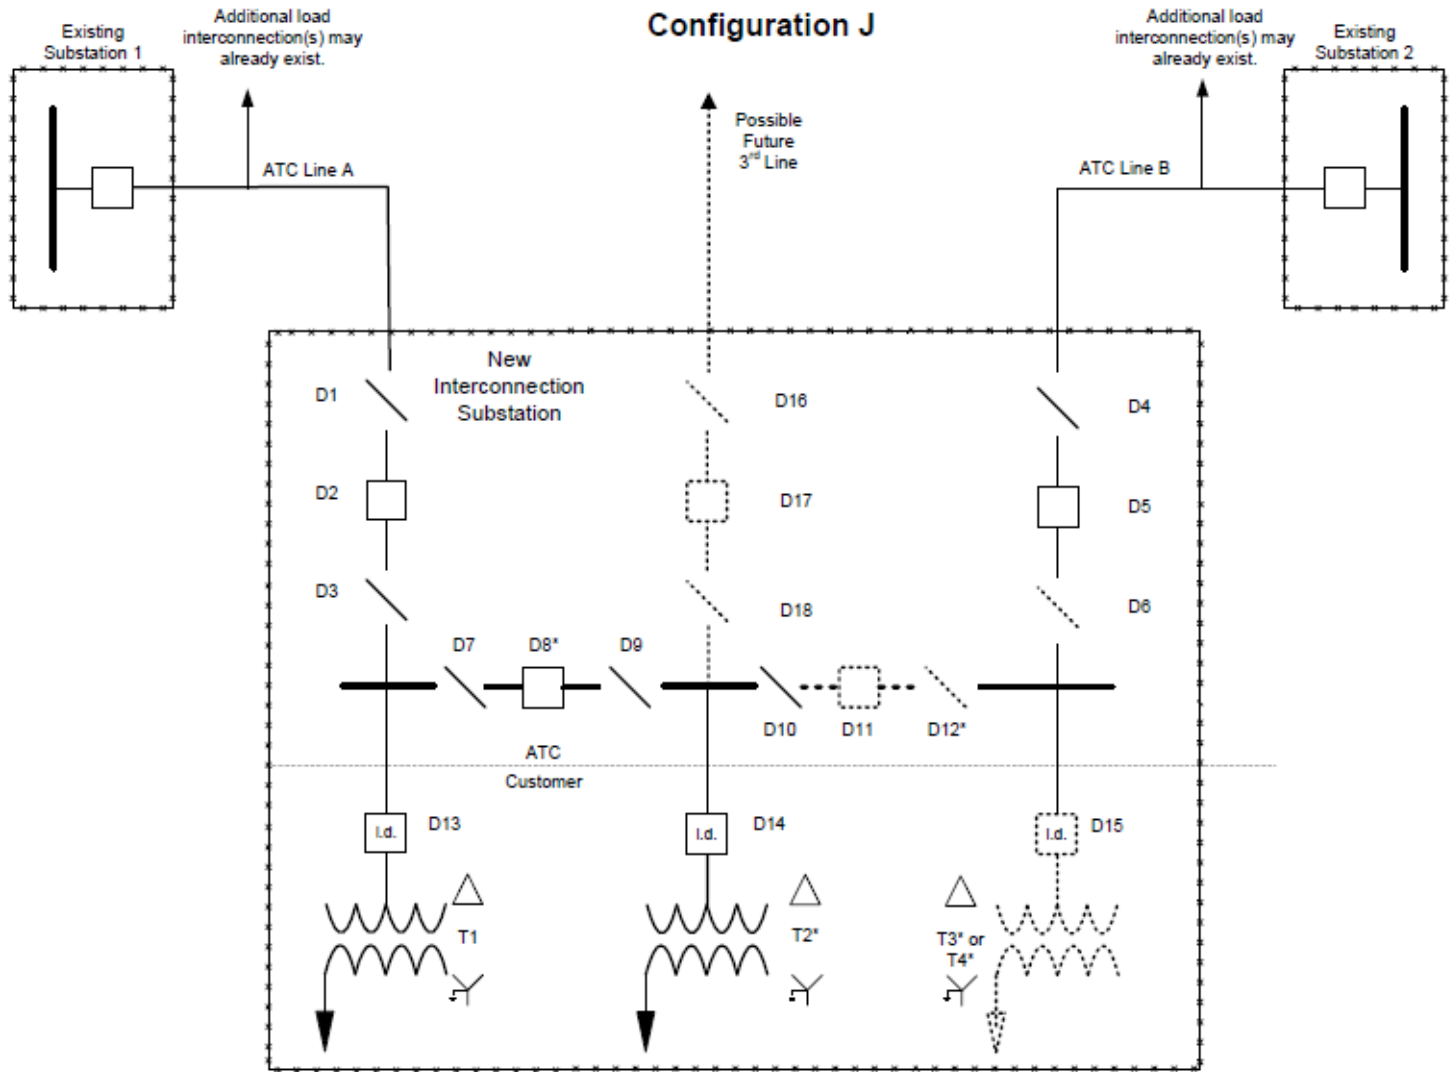 Configuration J
Existing
Substation 1
Additional load
interconnection(s) may
already exist.
Additional load
interconnection(s) may
already exist.
Existing
Substation 2
Possible
Future
3rd Line
ATC Line A
ATC Line B
New
Interconnection
Substation
D1
D16
D4
D2
D17
D5
D3
D18
D6
D7
D8*
D9
D10
D11
D12*
ATC
Customer
l.d.
D13
l.d.
D14
l.d.
D15
T1
T2*
T3* or
T4*